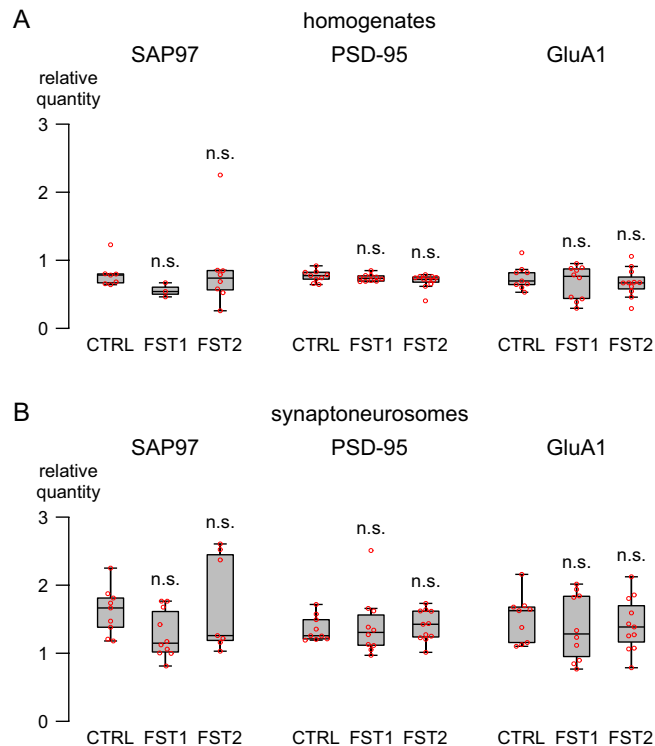 A
homogenates
SAP97 PSD-95 GluA1
relative
quantity
3
n.s.
2
n.s. n.s. n.s. n.s. n.s.
1
0
CTRL FST1 FST2 CTRL FST1 FST2 CTRL FST1 FST2
B
synaptoneurosomes
SAP97 PSD-95 GluA1
relative
quantity
3
n.s. n.s.
2
n.s. n.s. n.s. n.s.
1
0
CTRL FST1 FST2 CTRL FST1 FST2 CTRL FST1 FST2